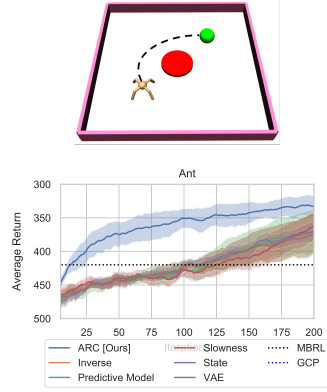 Ant
300
350
400
450
500
Average Return
25 50 75 100 125 150 175 200
Iterations
ARC [Ours] Slowness MBRL
Inverse State GCP
Predictive Model VAE